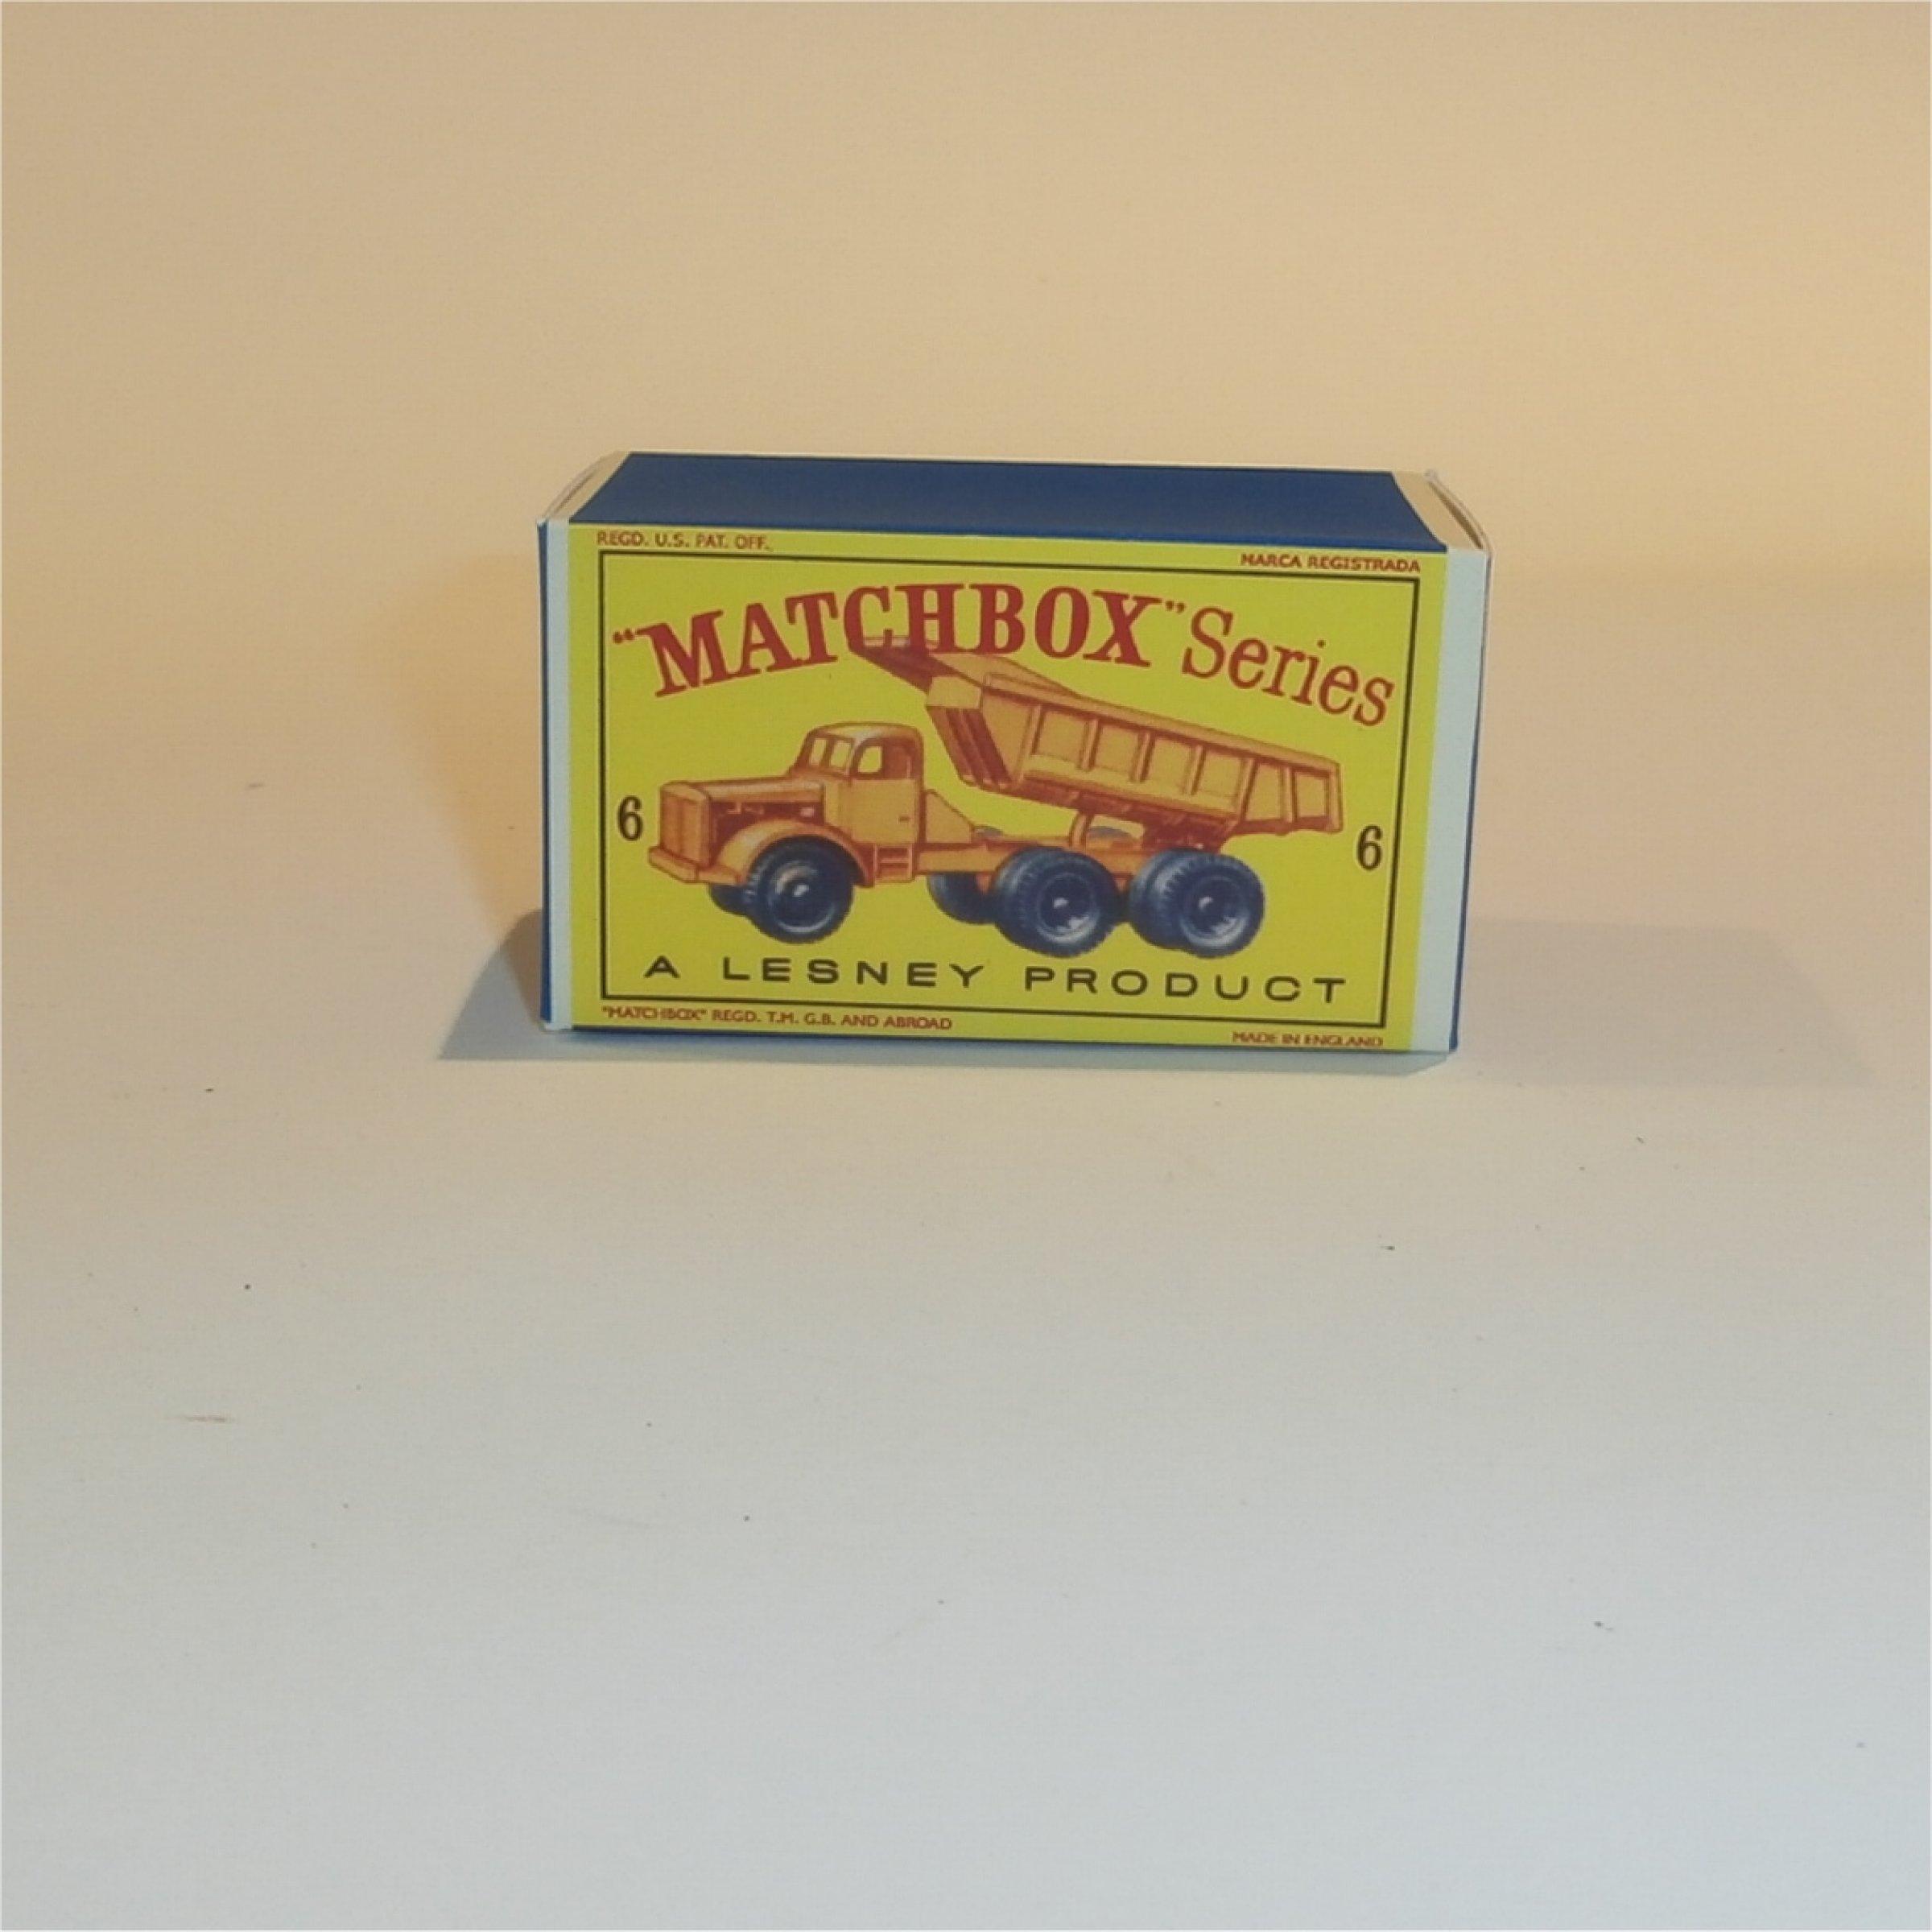 REGD. U.S. PAT. OFF.
MARCA REGISTRADA
"MATCHBOX" Series
6
6
A LESNEY PRODUCT
"MATCHBOX" REGD. T.M. G.B. AND ABROAD
MADE IN ENGLAND